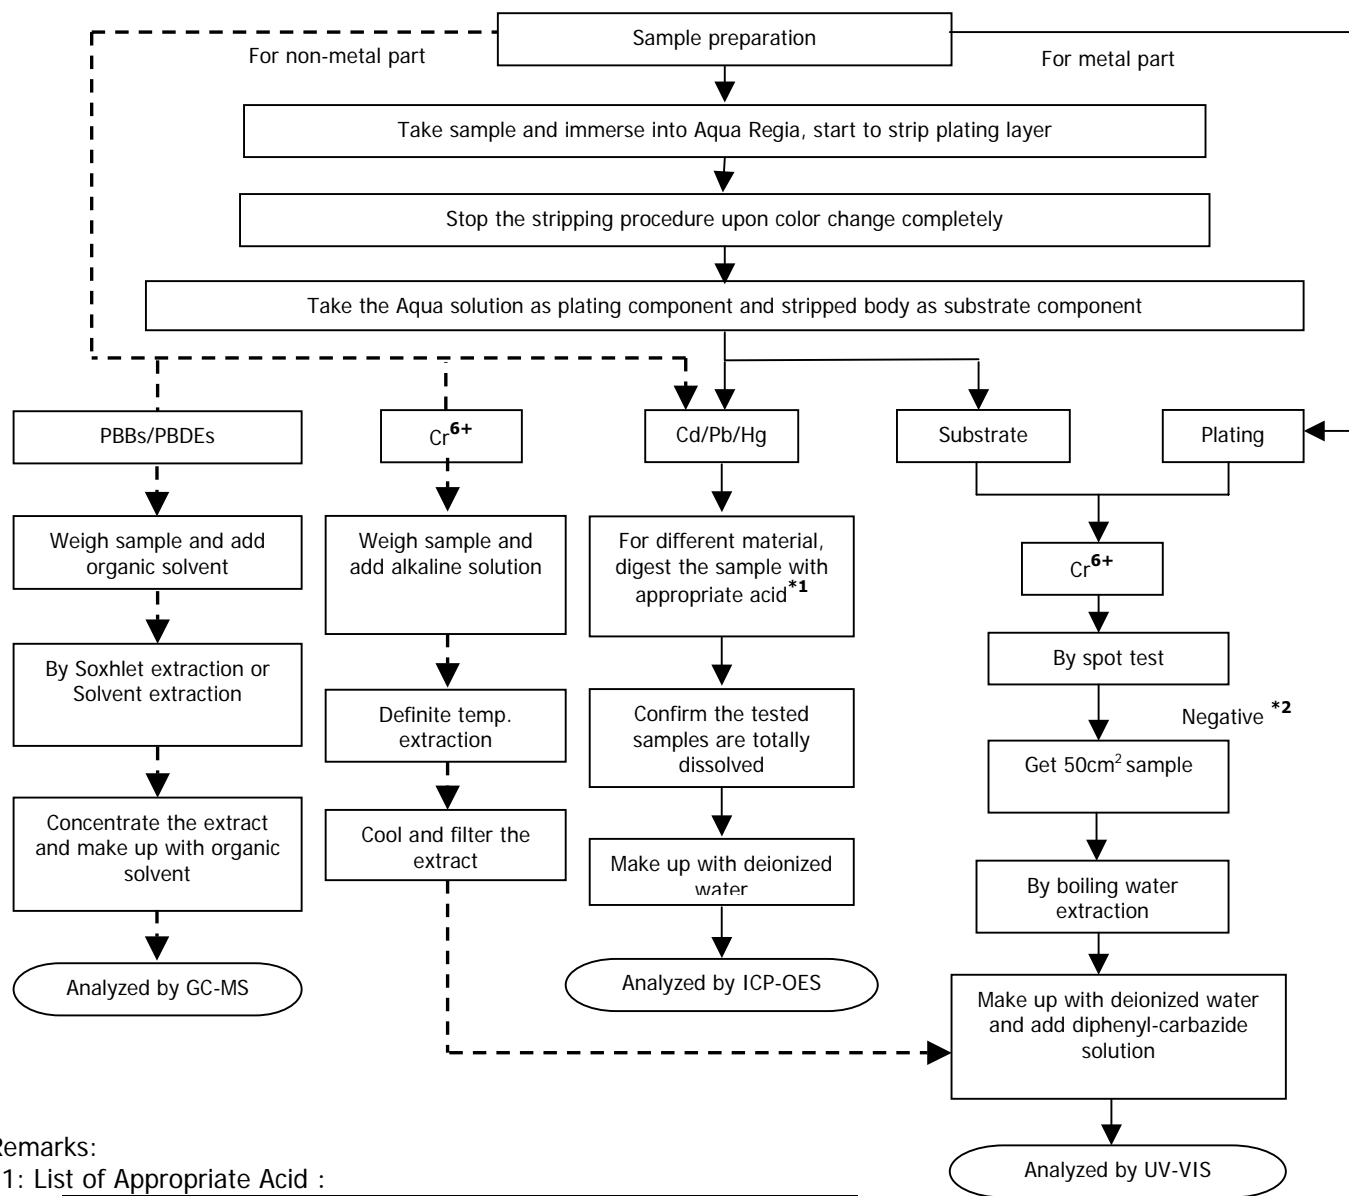 Sample preparation
For non-metal part
For metal part
Take sample and immerse into Aqua Regia, start to strip plating layer
Stop the stripping procedure upon color change completely
Take the Aqua solution as plating component and stripped body as substrate component
PBBs/PBDEs
Cr6+
Cd/Pb/Hg
Substrate
Plating
Weigh sample and add
organic solvent
Weigh sample and
add alkaline solution
For different material,
digest the sample with
appropriate acid*1
Cr6+
By Soxhlet extraction or
Solvent extraction
Definite temp.
extraction
Confirm the tested
samples are totally
dissolved
By spot test
Negative *2
Get 50cm2 sample
Concentrate the extract
and make up with organic
solvent
Cool and filter the
extract
Make up with deionized
water
By boiling water
extraction
Analyzed by GC-MS
Analyzed by ICP-OES
Make up with deionized water
and add diphenyl-carbazide
solution
Analyzed by UV-VIS
Remarks:
1: List of Appropriate Acid :